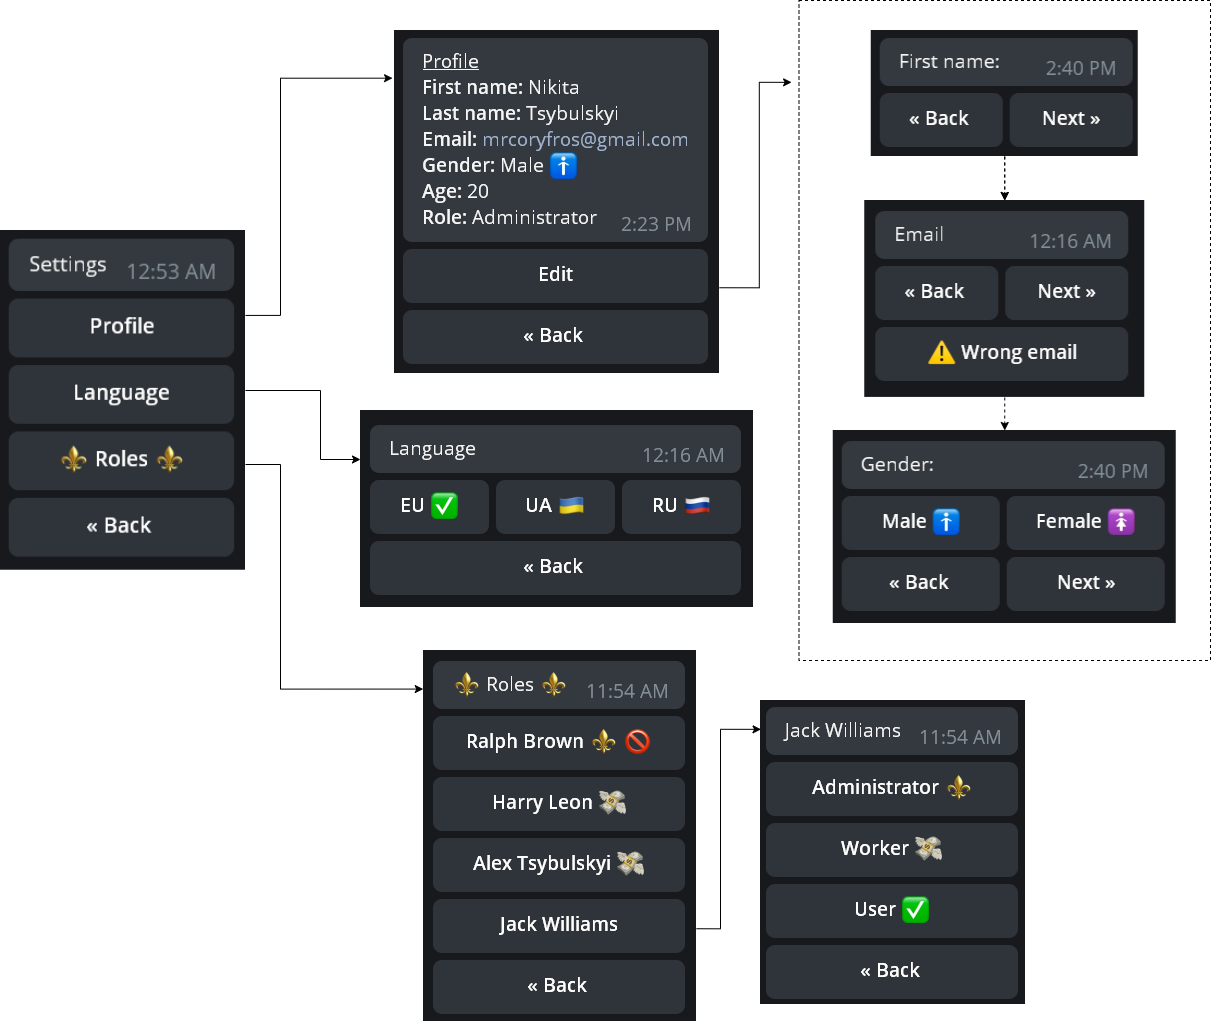 Settings 12:53 AM
Profile
Language
⚜️ Roles ⚜️
« Back
Profile
First name: Nikita
Last name: Tsybulskyi
Email: mrcoryfros@gmail.com
Gender: Male 🚹
Age: 20
Role: Administrator 2:23 PM
Edit
« Back
First name: 2:40 PM
« Back Next »
Email 12:16 AM
« Back Next »
⚠️ Wrong email
Gender: 2:40 PM
Male 🚹 Female 🚺
« Back Next »
Language 12:16 AM
EU ✅ UA 🇺🇦 RU 🇷🇺
« Back
⚜️ Roles ⚜️ 11:54 AM
Ralph Brown ⚜️ 🚫
Harry Leon 💸
Alex Tsybulskyi 💸
Jack Williams
« Back
Jack Williams 11:54 AM
Administrator ⚜️
Worker 💸
User ✅
« Back